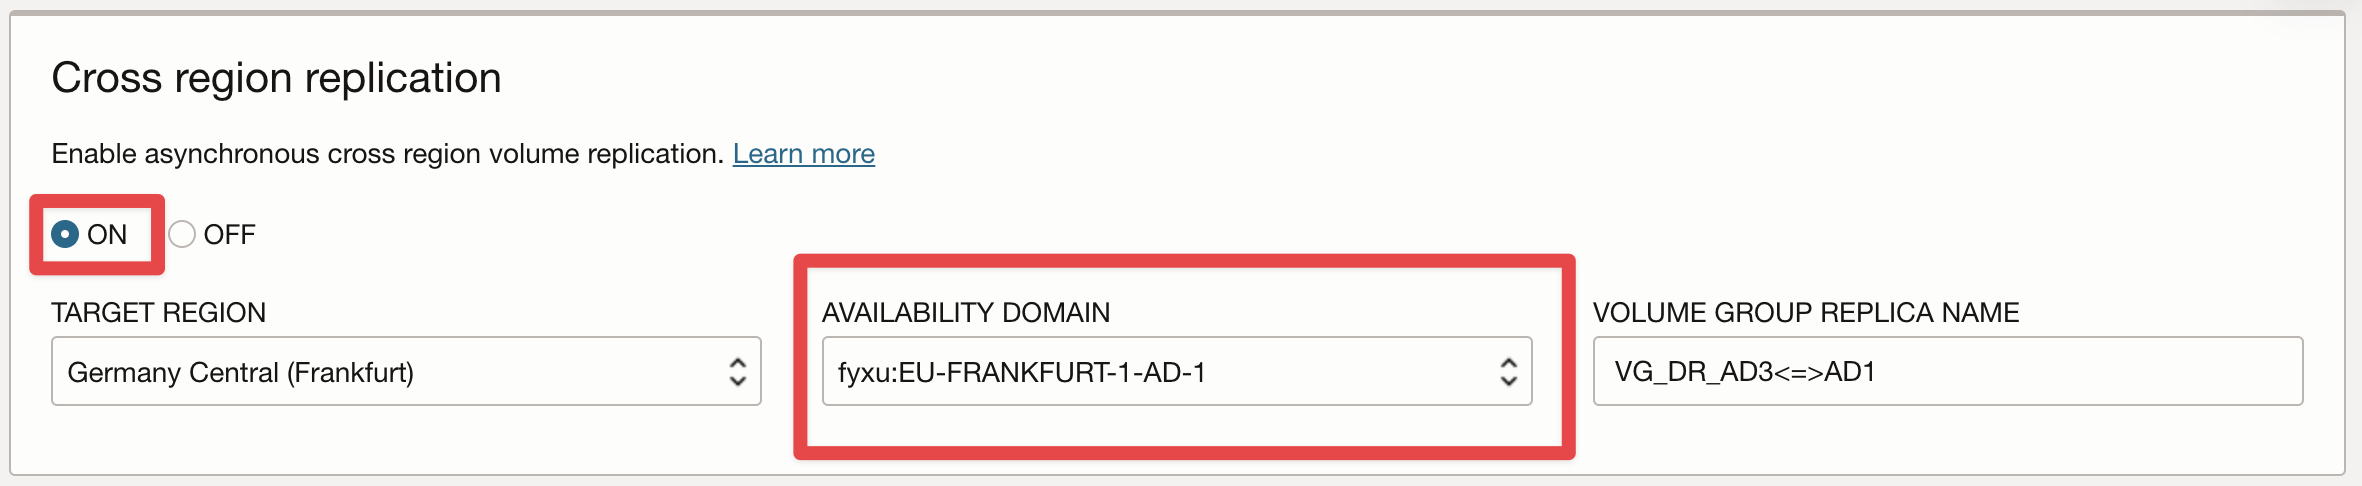 Cross region replication
Enable asynchronous cross region volume replication. Learn more
ON OFF
TARGET REGION AVAILABILITY DOMAIN VOLUME GROUP REPLICA NAME
Germany Central (Frankfurt) fyxu:EU-FRANKFURT-1-AD-1 VG_DR_AD3<=>AD1